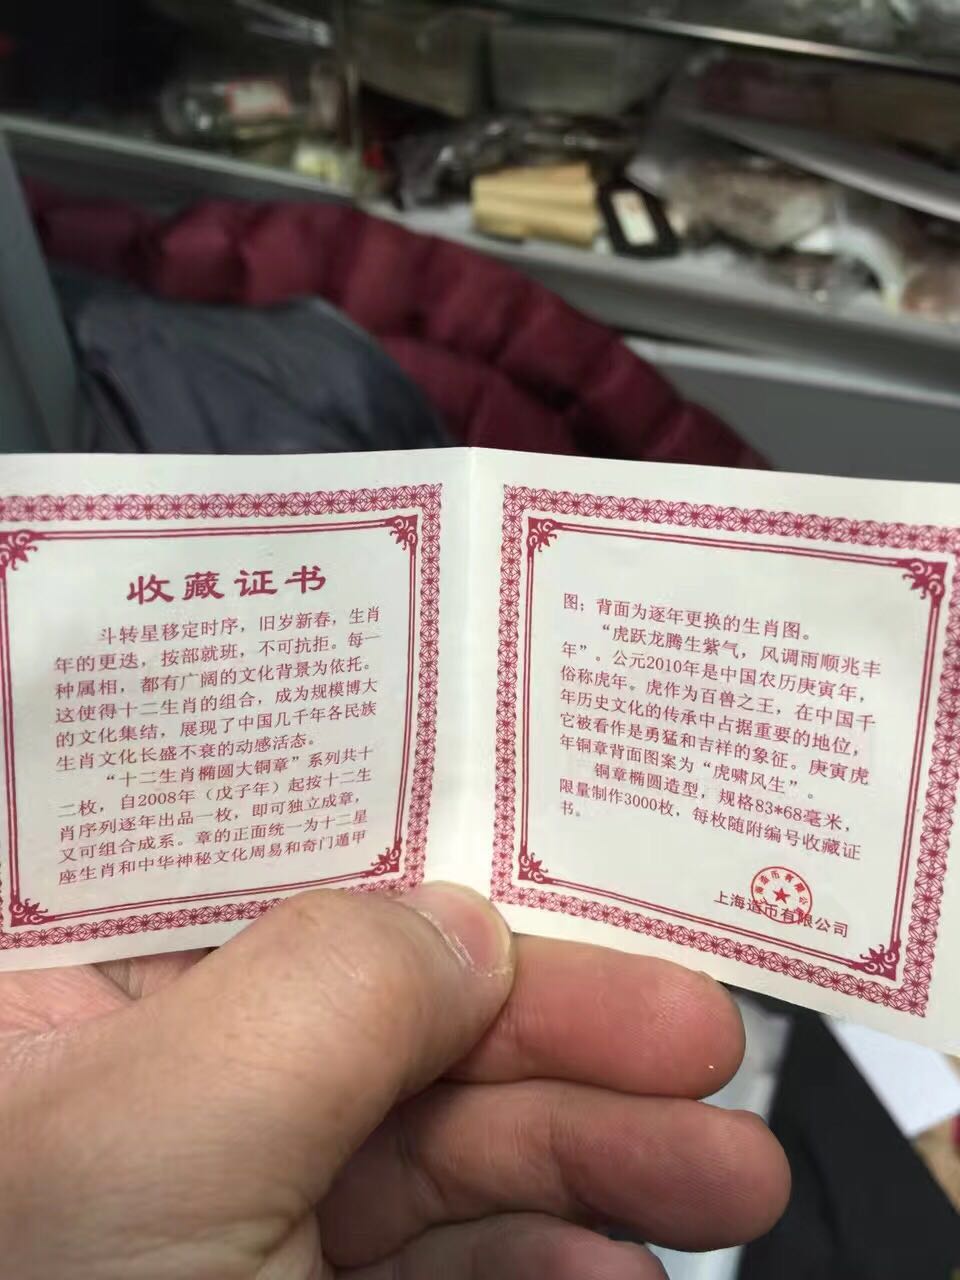 收藏证书
斗转星移定时序，旧岁新春，生肖
年的更迭，按部就班，不可抗拒。每一
种属相，都有广阔的文化背景为依托。
这使得十二生肖的组合，成为规模博大
的文化集结，展现了中国几千年各民族
生肖文化长盛不衰的动感活态。
“十二生肖椭圆大铜章”系列共十
二枚，自2008年（戊子年）起按十二生
肖序列逐年出品一枚，即可独立成章，
又可组合成系。章的正面统一为十二星
座生肖和中华神秘文化周易和奇门遁甲
图；背面为逐年更换的生肖图。
“虎跃龙腾生紫气，风调雨顺兆丰
年”。公元2010年是中国农历庚寅年，
俗称虎年。虎作为百兽之王，在中国千
年历史文化的传承中占据重要的地位，
它被看作是勇猛和吉祥的象征。庚寅虎
年铜章背面图案为“虎啸风生”。
铜章椭圆造型，规格83*68毫米，
限量制作3000枚，每枚随附编号收藏证
书。
上海造币有限公司